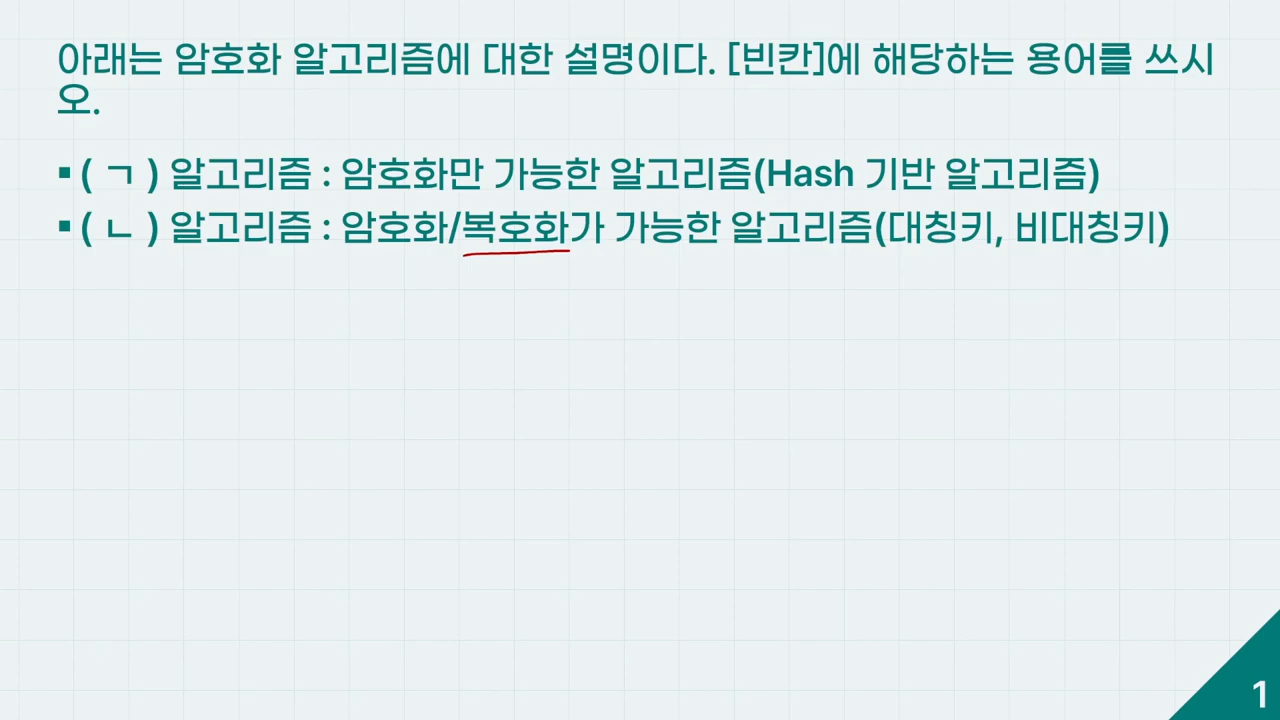 아래는 암호화 알고리즘에 대한 설명이다. [빈칸]에 해당하는 용어를 쓰시
오.
▪( ㄱ ) 알고리즘 : 암호화만 가능한 알고리즘(Hash 기반 알고리즘)
▪( ㄴ ) 알고리즘 : 암호화/복호화가 가능한 알고리즘(대칭키, 비대칭키)
1